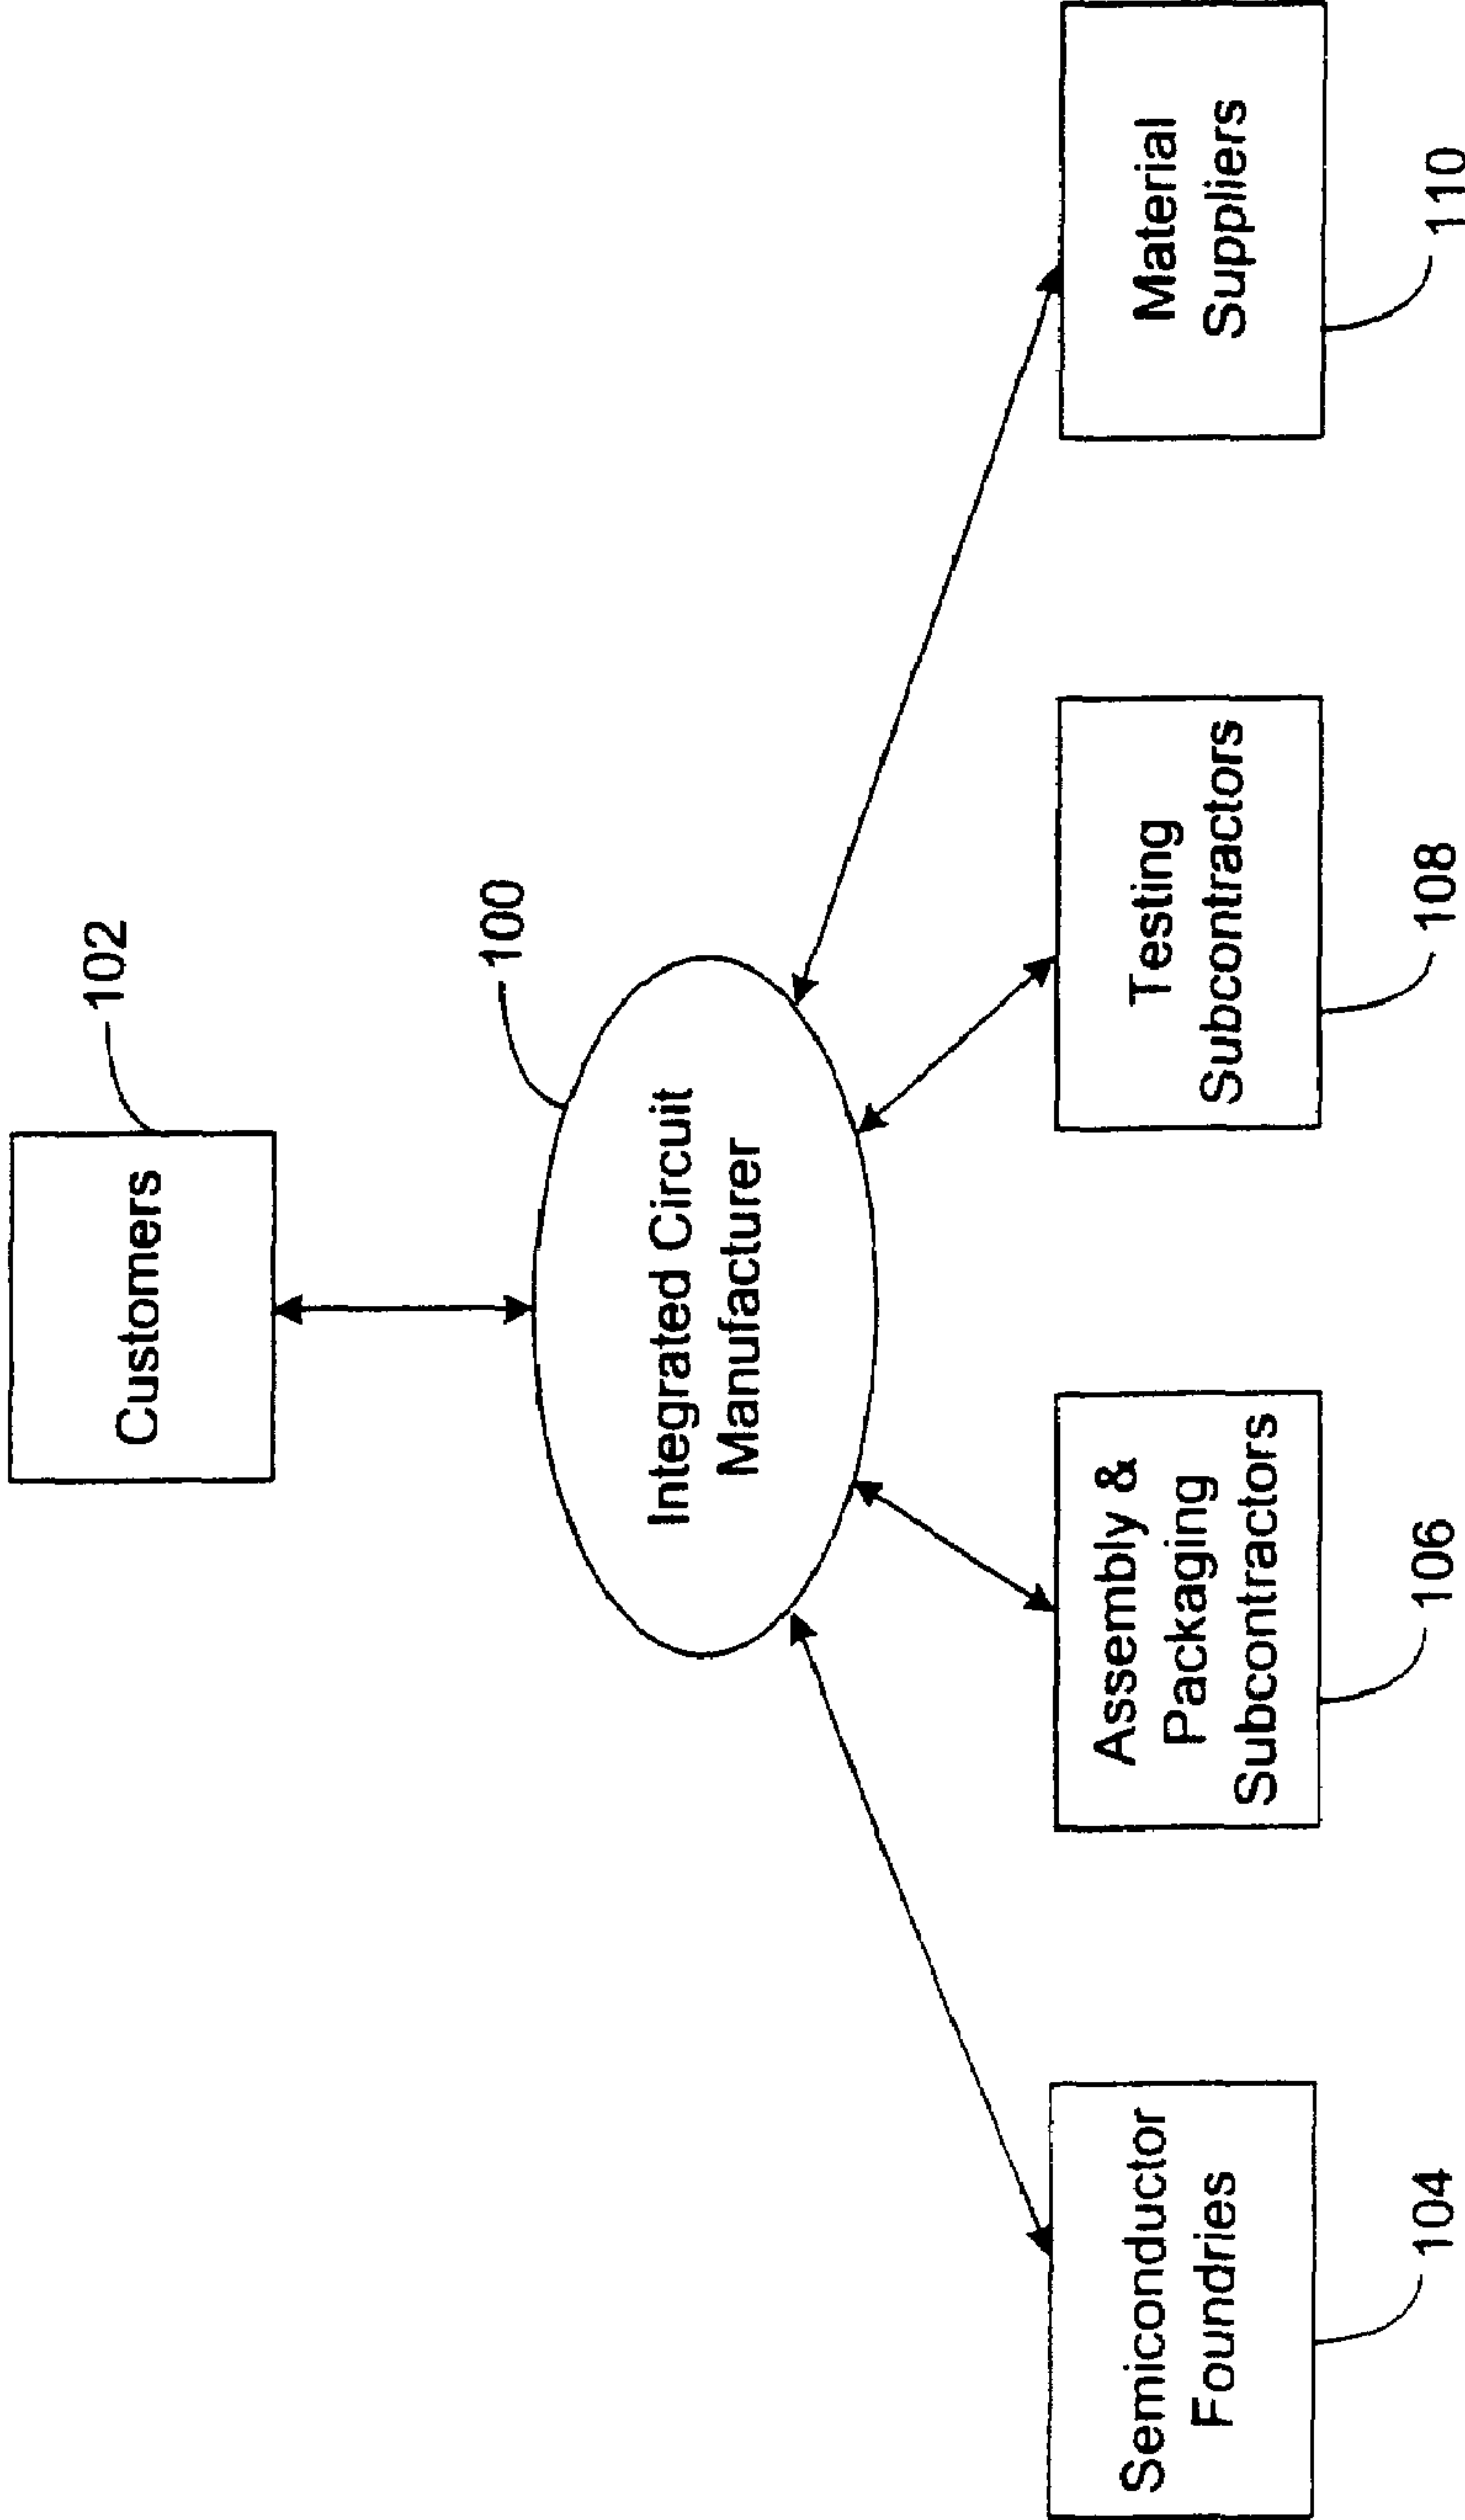 Customers
102
100
Integrated Circuit
Manufacturer
Semiconductor
Foundries
104
Assembly &
Packaging
Subcontractors
106
Testing
Subcontractors
108
Material
Suppliers
110